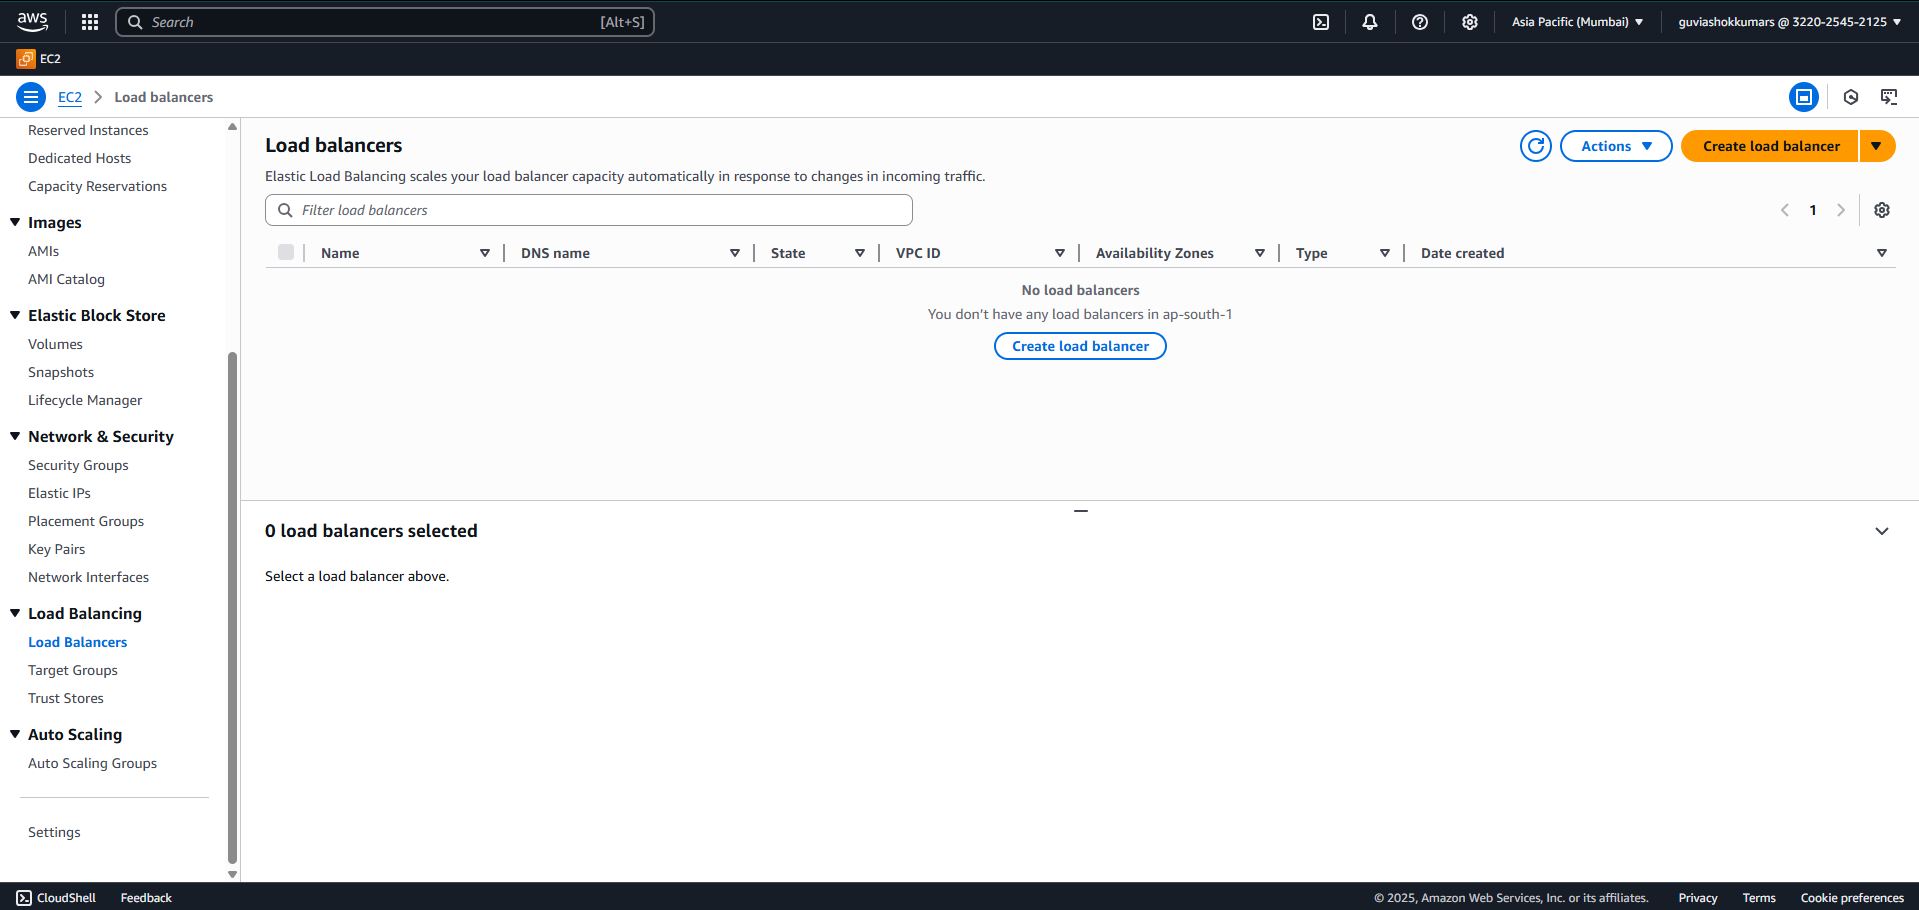 aws
Search [Alt+S]
Asia Pacific (Mumbai)
guviashokkumars @ 3220-2545-2125
EC2
EC2 > Load balancers
Reserved Instances
Dedicated Hosts
Capacity Reservations
Images
AMIs
AMI Catalog
Elastic Block Store
Volumes
Snapshots
Lifecycle Manager
Network & Security
Security Groups
Elastic IPs
Placement Groups
Key Pairs
Network Interfaces
Load Balancing
Load Balancers
Target Groups
Trust Stores
Auto Scaling
Auto Scaling Groups
Settings
Load balancers
Actions
Create load balancer
Elastic Load Balancing scales your load balancer capacity automatically in response to changes in incoming traffic.
Filter load balancers
1
Name DNS name State VPC ID Availability Zones Type Date created
No load balancers
You don't have any load balancers in ap-south-1
Create load balancer
0 load balancers selected
Select a load balancer above.
CloudShell Feedback
© 2025, Amazon Web Services, Inc. or its affiliates. Privacy Terms Cookie preferences